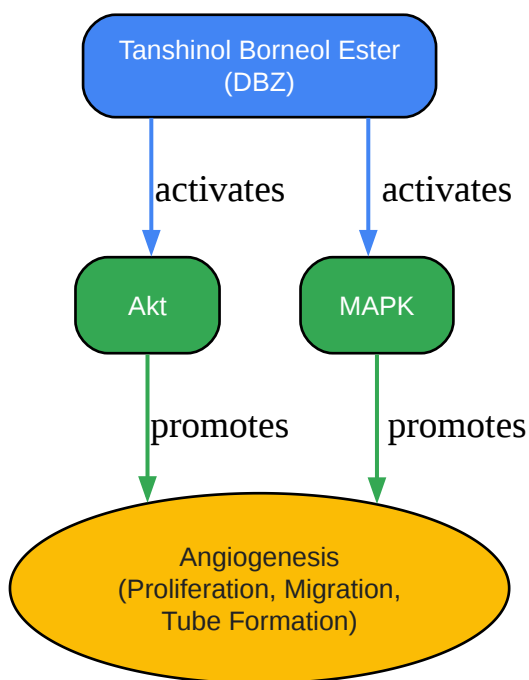 Tanshinol Borneol Ester
(DBZ)
activates
activates
Akt
MAPK
promotes
promotes
Angiogenesis
(Proliferation, Migration,
Tube Formation)